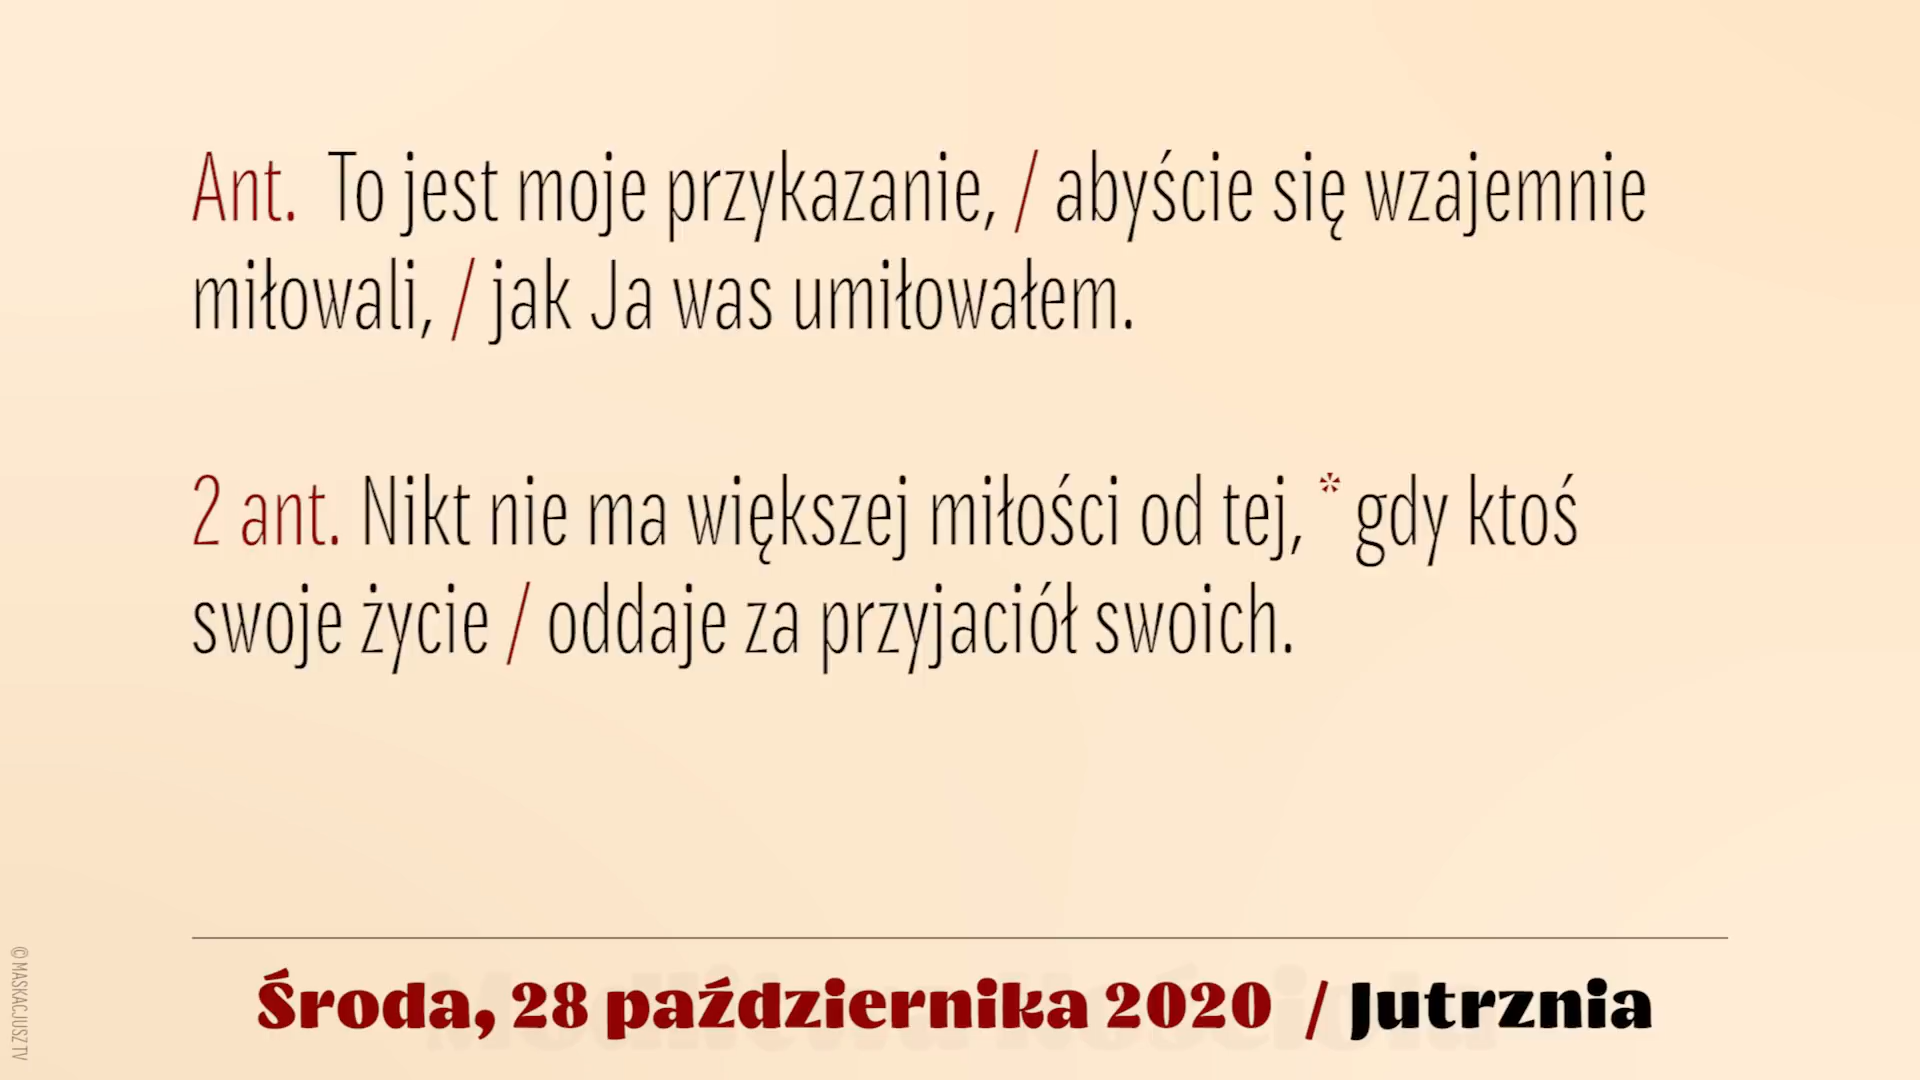 Ant. To jest moje przykazanie, / abyście się wzajemnie
miłowali, / jak Ja was umiłowałem.
2 ant. Nikt nie ma większej miłości od tej, * gdy ktoś
swoje życie / oddaje za przyjaciół swoich.
Środa, 28 października 2020 / Jutrznia
© MASKACJUSZ TV